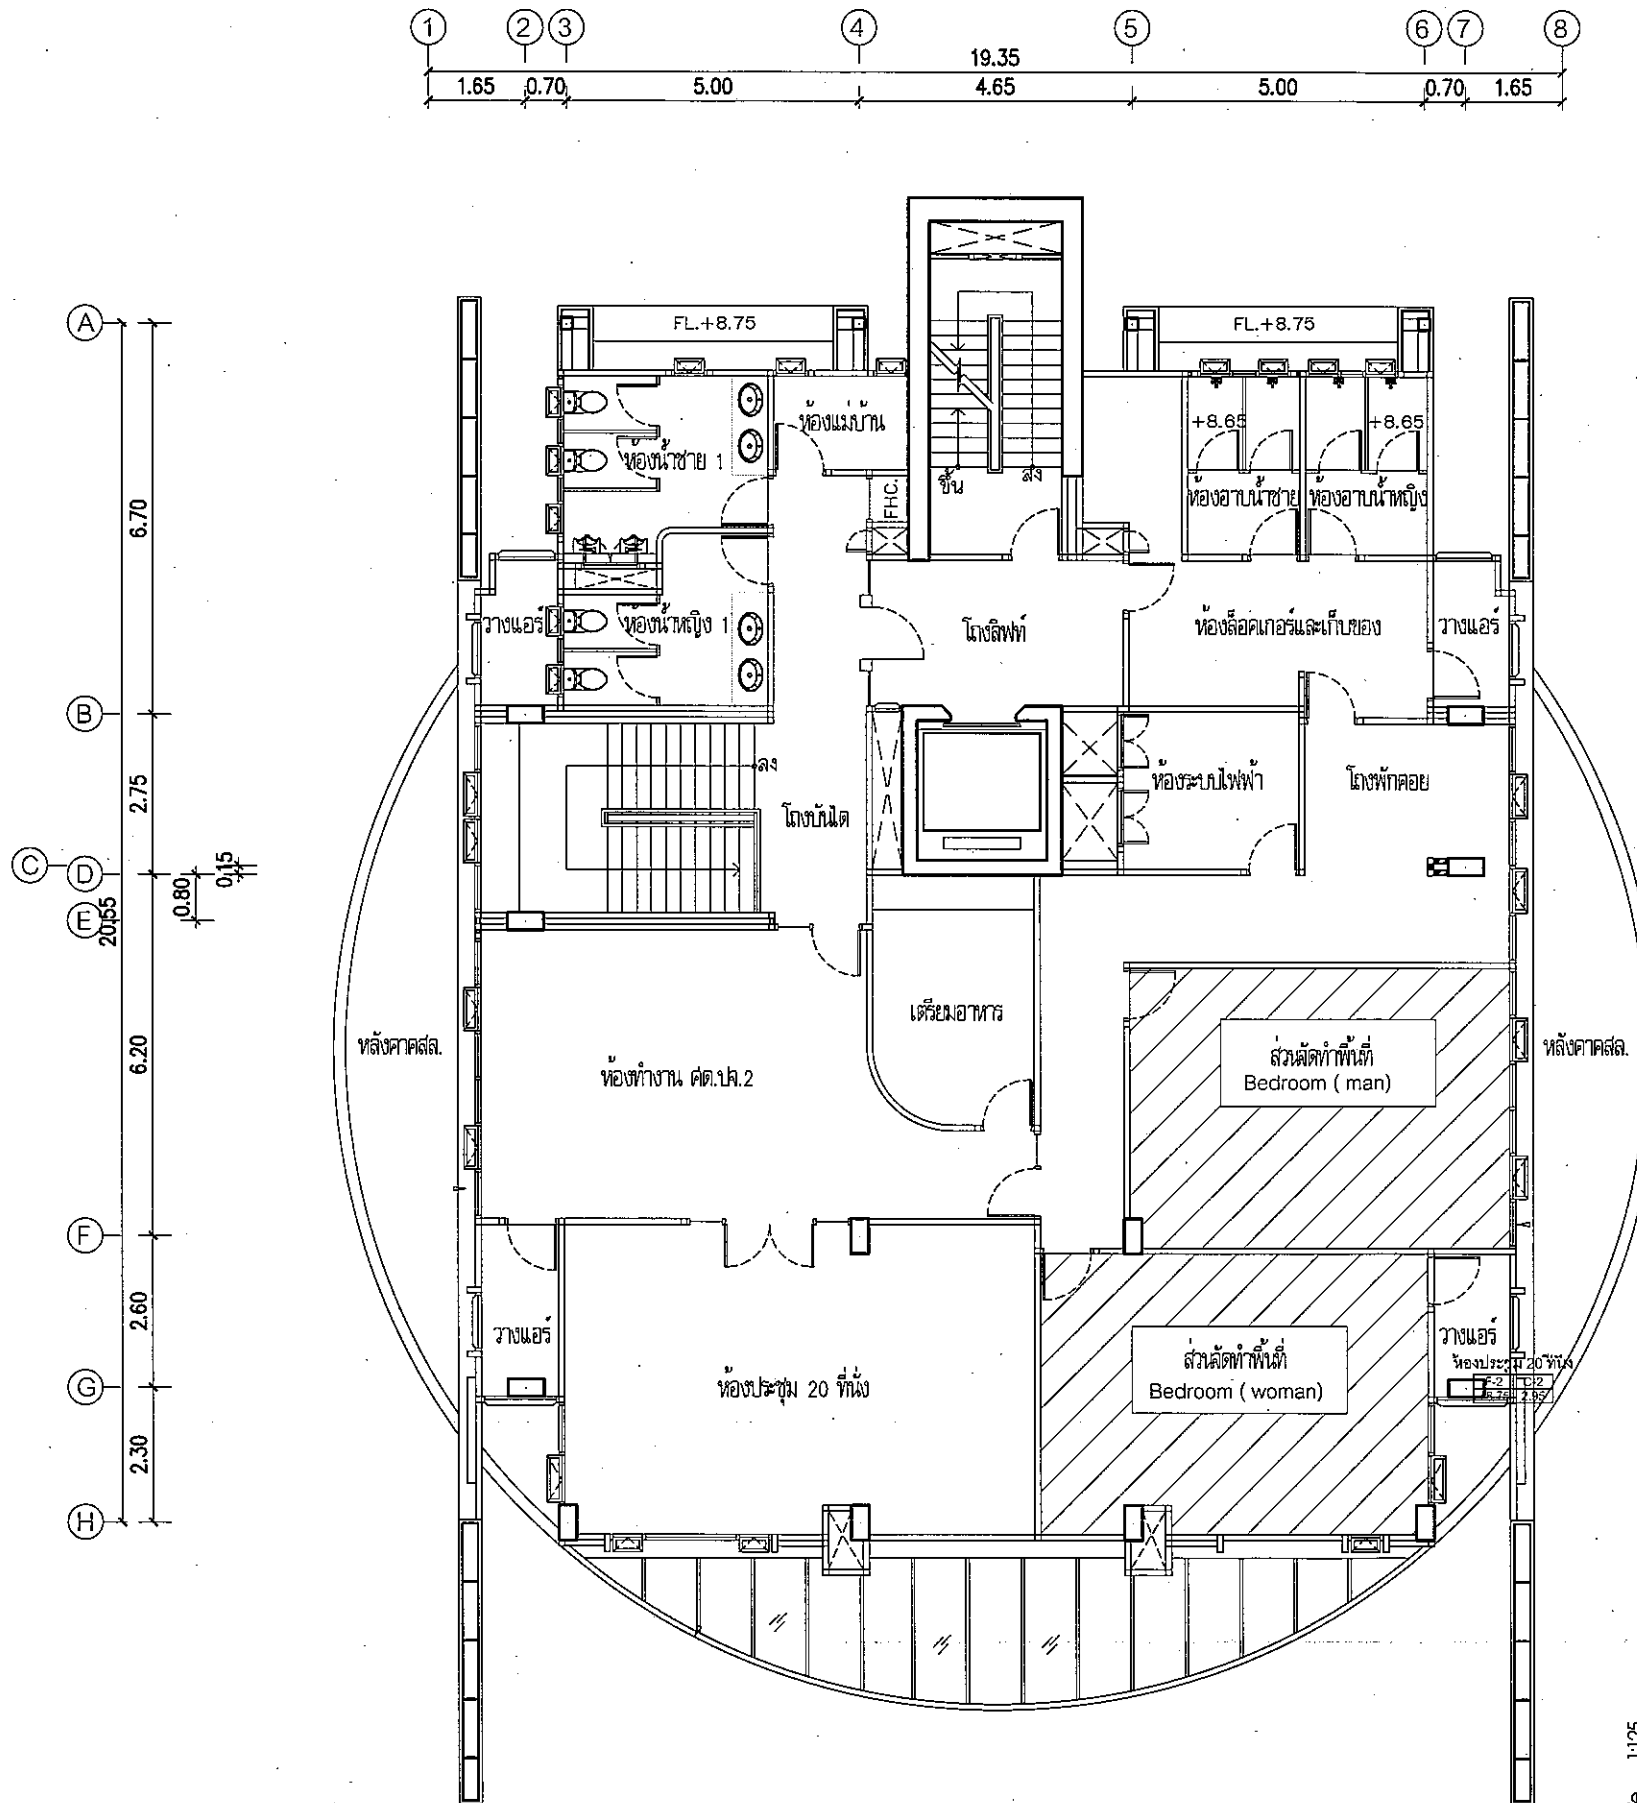 1 2 3 4 5 6 7 8
19.35
1.65 0.70 5.00 4.65 5.00 0.70 1.65
A
FL.+8.75
FL.+8.75
ห้องแม่บ้าน
+8.65
+8.65
ห้องน้ำชาย 1
ขึ้น
ลง
FHC.
ห้องอาบน้ำชาย
ห้องอาบน้ำหญิง
6.70
วางแอร์
ห้องน้ำหญิง 1
โถงลิฟท์
ห้องล็อคเกอร์และเก็บของ
วางแอร์
B
ลง
2.75
โถงบันได
ห้องระบบไฟฟ้า
โถงพักคอย
C
D
0.15
0.80
E
20.55
เตรียมอาหาร
6.20
หลังคาคสล.
ห้องทำงาน ศด.ปจ.2
ส่วนจัดทำพื้นที่
Bedroom ( man)
หลังคาคสล.
F
2.60
วางแอร์
ส่วนจัดทำพื้นที่
Bedroom ( woman)
วางแอร์
ห้องประชุม 20 ที่นั่ง
G
ห้องประชุม 20 ที่นั่ง
F-2 C-2
8.75 2.95
2.30
H
1:125